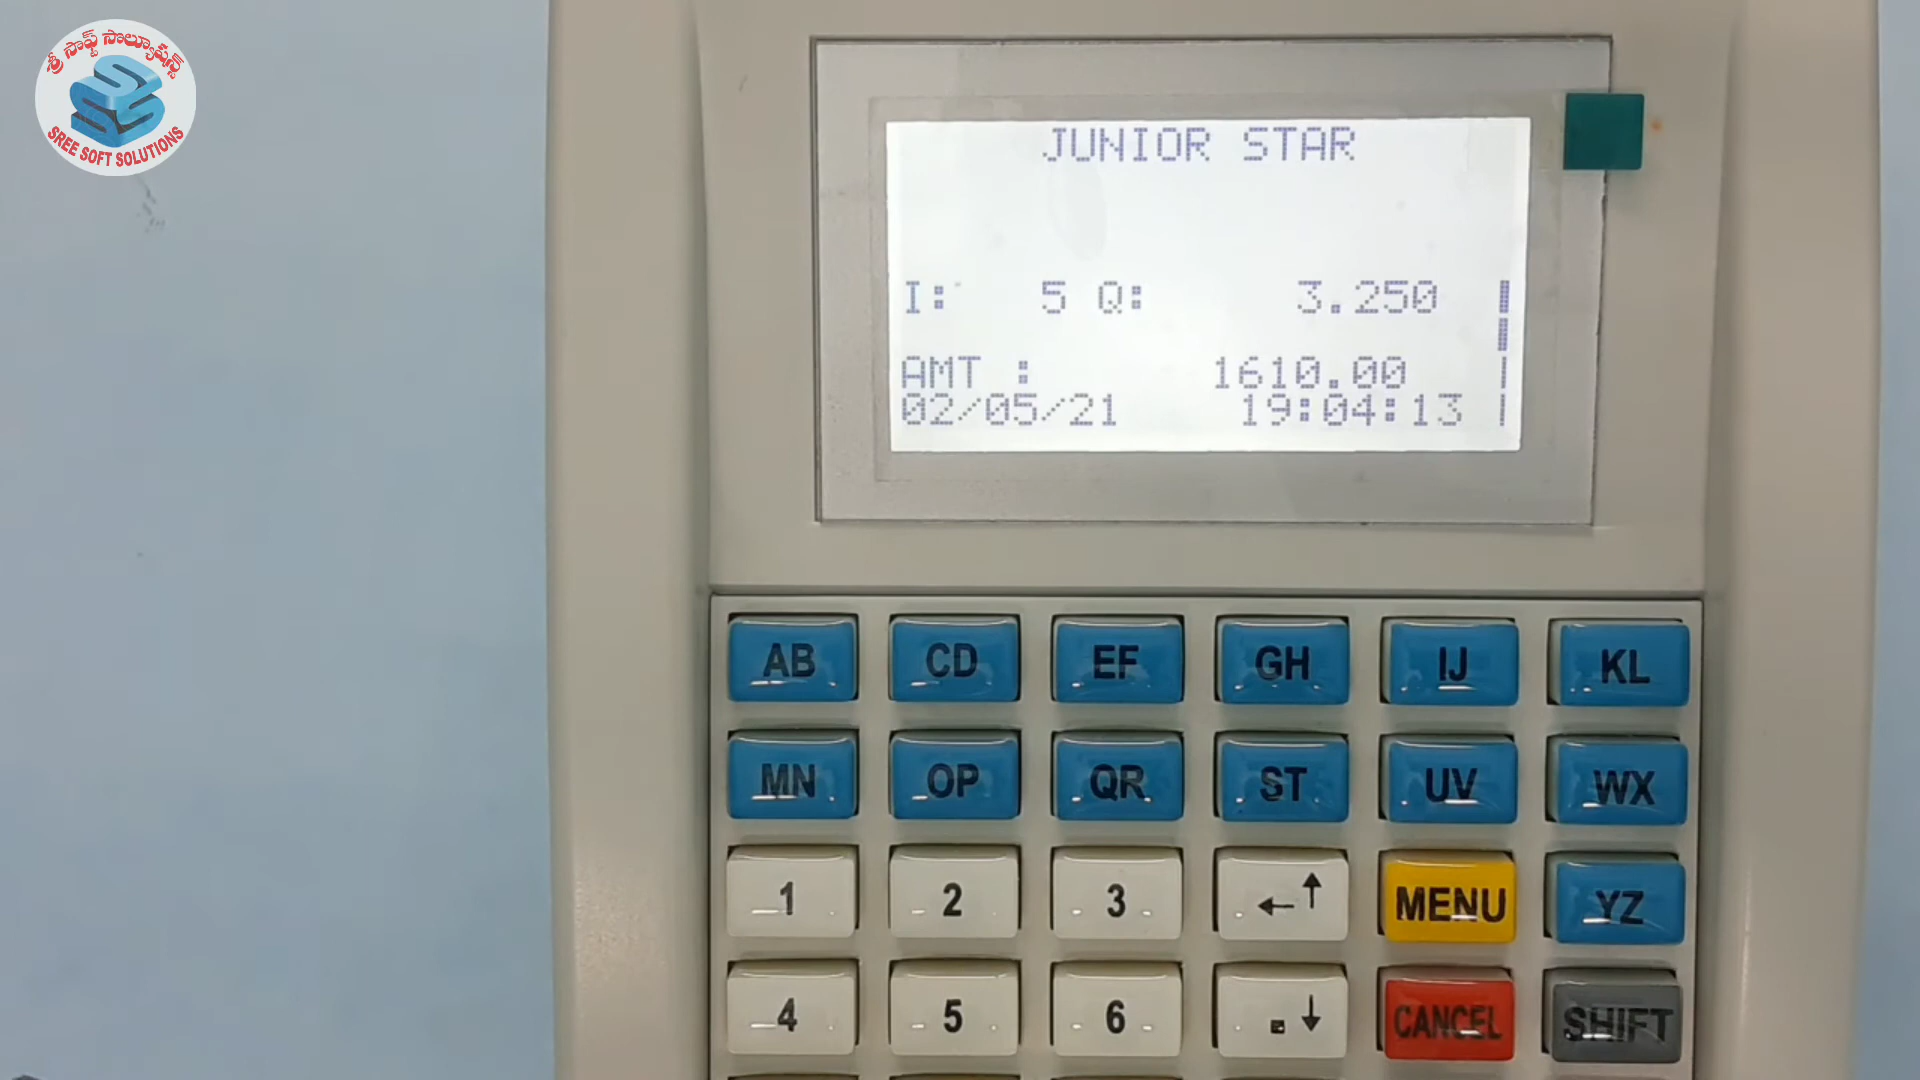 శ్రీ సాఫ్ట్ సొల్యూషన్స్
SREE SOFT SOLUTIONS
JUNIOR STAR
I: 5 Q: 3.250
AMT : 1610.00
02/05/21 19:04:13
AB CD EF GH IJ KL
MN OP QR ST UV WX
1 2 3 ←↑ MENU YZ
4 5 6 . ↓ CANCEL SHIFT